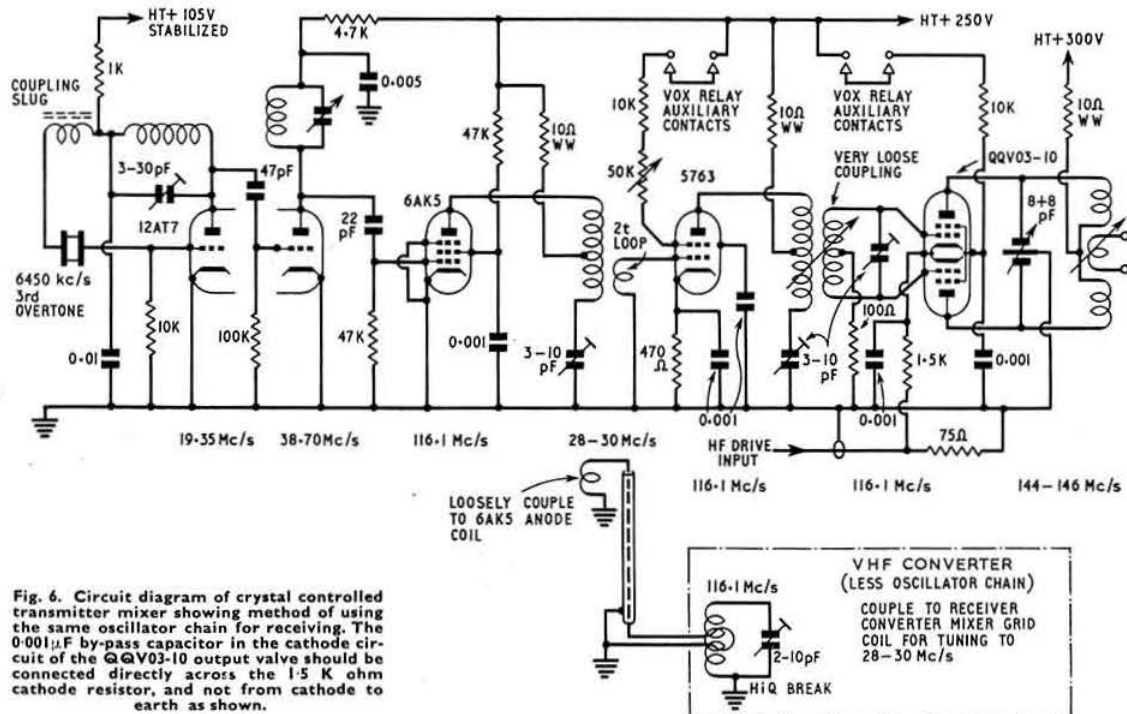 HT+ 105V
STABILIZED
1K
COUPLING
SLUG
3-30pF
12AT7
6450 kc/s
3rd
OVERTONE
0·01
10K
47pF
100K
4.7K
0·005
22
pF
47K
6AK5
47K
0·001
10Ω
WW
3-10
pF
2t
LOOP
HT+ 250V
10K
50K
VOX RELAY
AUXILIARY
CONTACTS
5763
470
Ω
10Ω
WW
0·001
VERY LOOSE
COUPLING
VOX RELAY
AUXILIARY
CONTACTS
10K
QQV03-10
100Ω
3-10
pF
0·001
1·5K
0·001
HT+300V
10Ω
WW
8+8
pF
HF DRIVE
INPUT
75Ω
19·35 Mc/s
38·70Mc/s
116·1 Mc/s
28-30 Mc/s
116·1 Mc/s
116·1 Mc/s
144-146 Mc/s
LOOSELY COUPLE
TO 6AK5 ANODE
COIL
116·1 Mc/s
2-10pF
HiQ BREAK
VHF CONVERTER
(LESS OSCILLATOR CHAIN)
COUPLE TO RECEIVER
CONVERTER MIXER GRID
COIL FOR TUNING TO
28-30 Mc/s
Fig. 6. Circuit diagram of crystal controlled
transmitter mixer showing method of using
the same oscillator chain for receiving. The
0·001μF by-pass capacitor in the cathode cir-
cuit of the QQV03-10 output valve should be
connected directly across the 1·5 K ohm
cathode resistor, and not from cathode to
earth as shown.